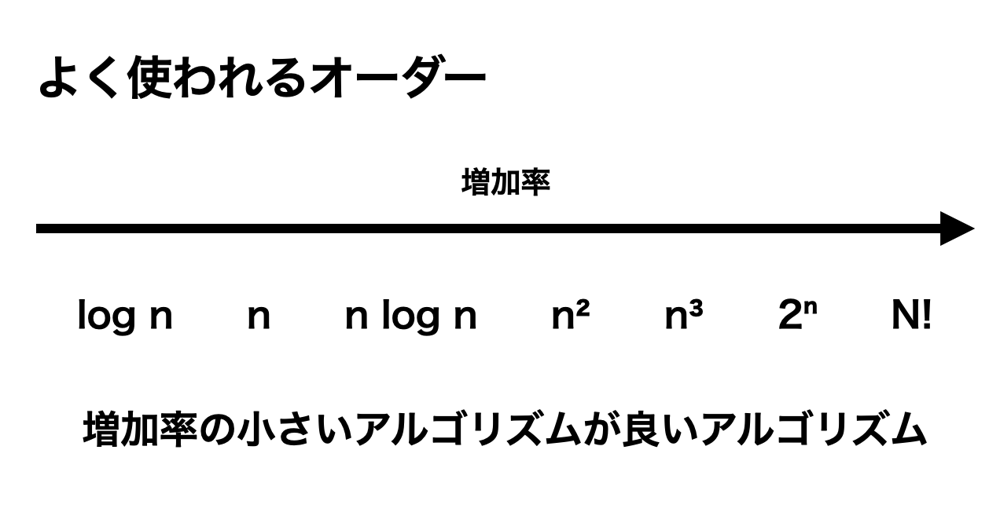 よく使われるオーダー
増加率
log n n n log n n² n³ 2ⁿ N!
増加率の小さいアルゴリズムが良いアルゴリズム